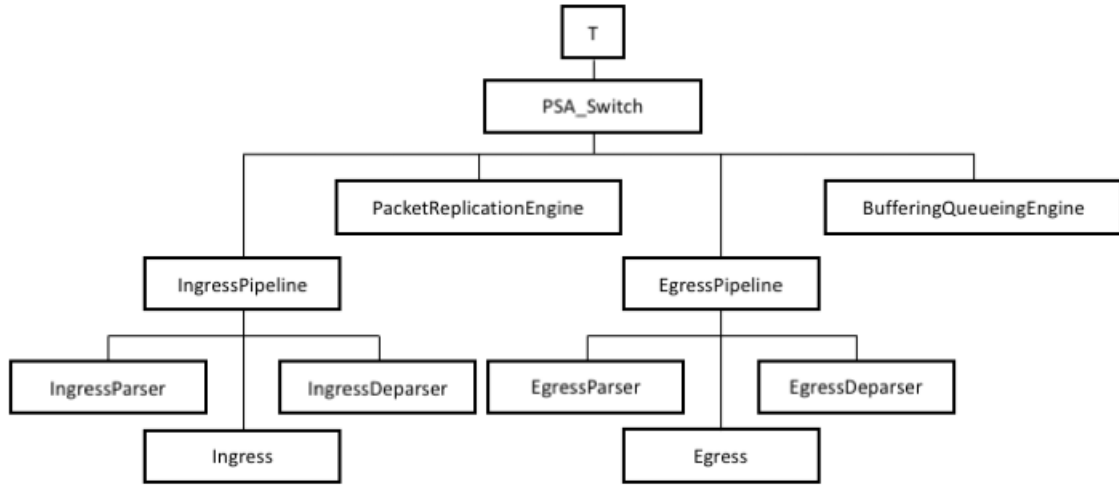 T
PSA_Switch
PacketReplicationEngine
BufferingQueueingEngine
IngressPipeline
EgressPipeline
IngressParser
IngressDeparser
EgressParser
EgressDeparser
Ingress
Egress